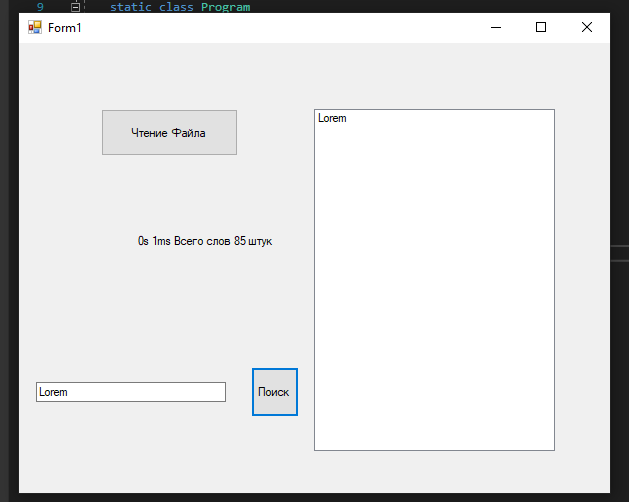 9 static class Program
Form1
Чтение Файла
Lorem
0s 1ms Всего слов 85 штук
Lorem
Поиск